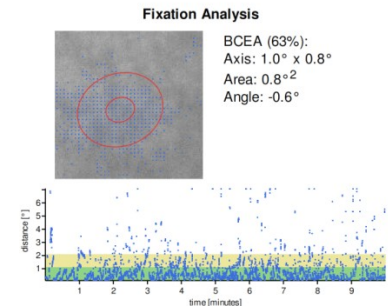 Fixation Analysis
BCEA (63%):
Axis: 1.0° x 0.8°
Area: 0.8°²
Angle: -0.6°
distance [°]
6
5
4
3
2
1
1 2 3 4 5 6 7 8 9
time [minutes]